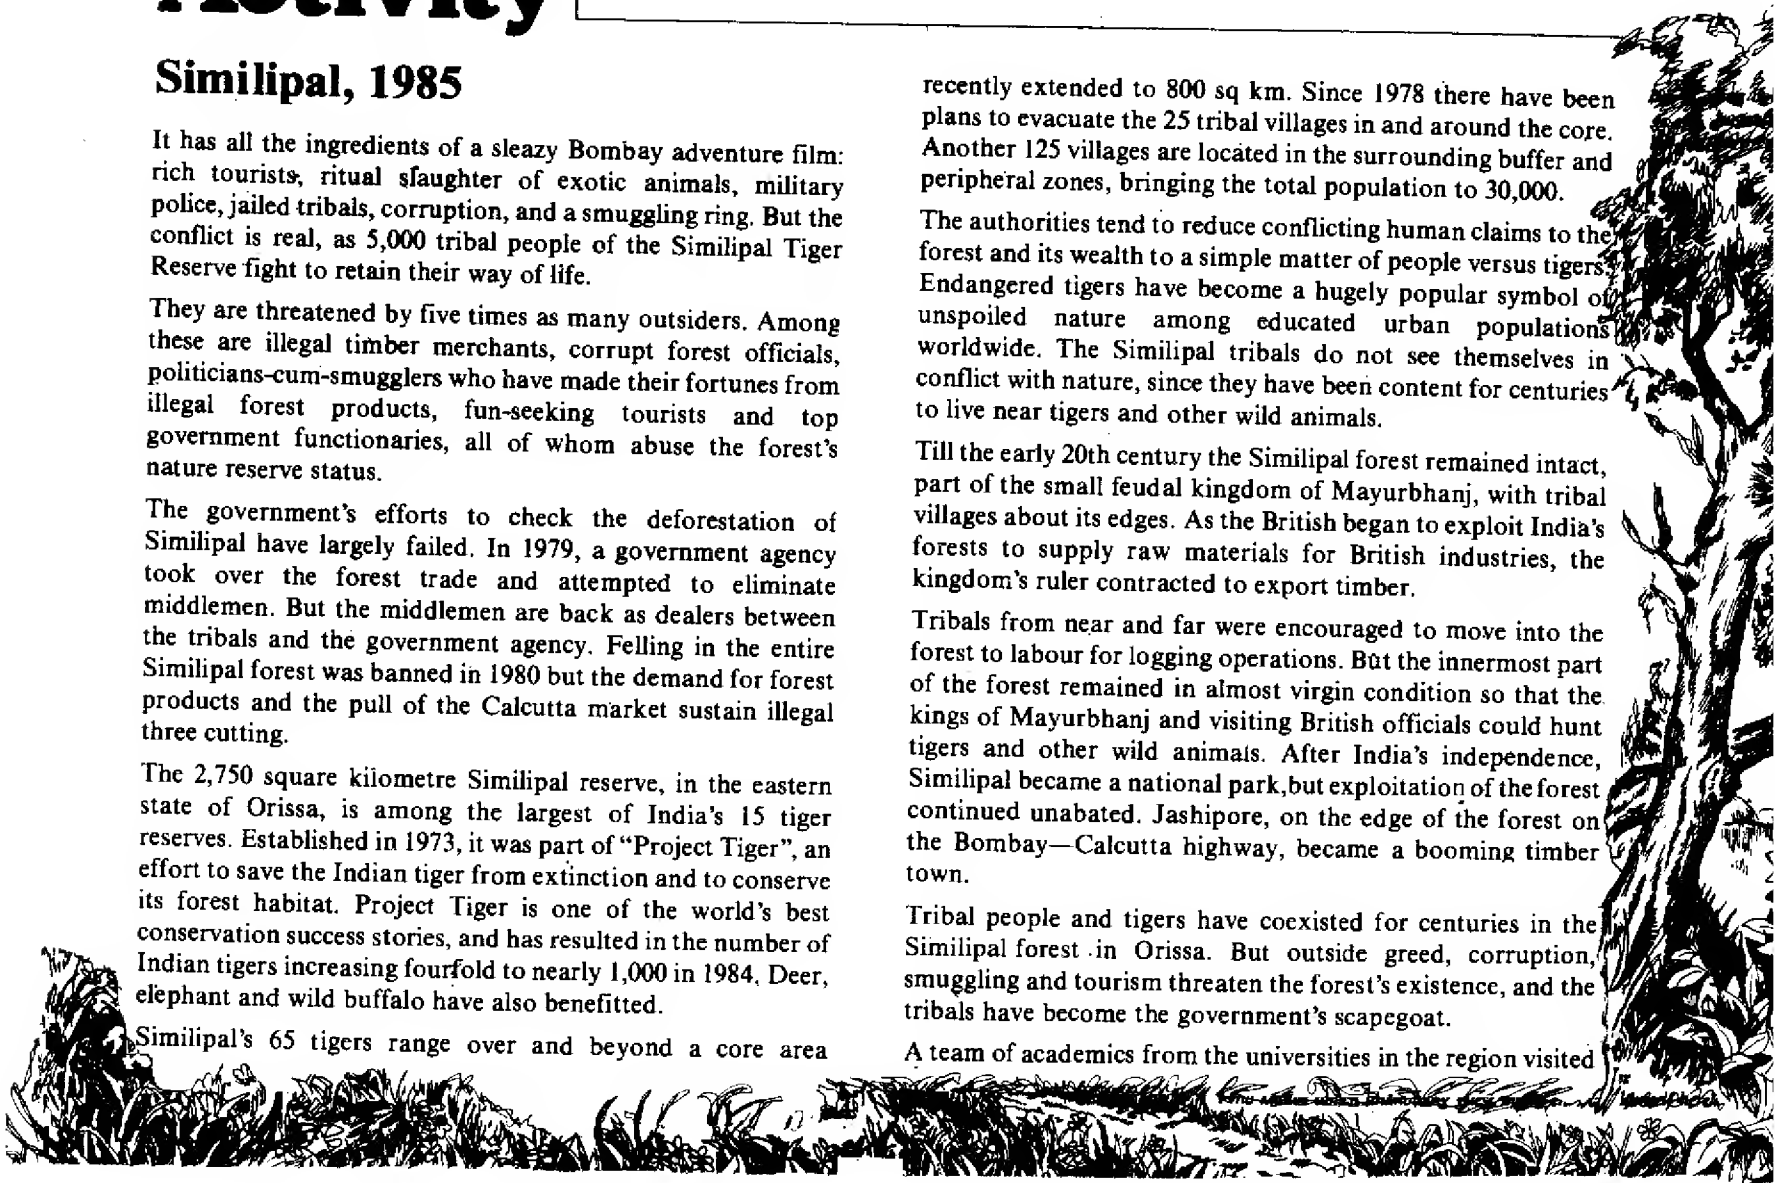 Activity
Similipal, 1985
It has all the ingredients of a sleazy Bombay adventure film:
rich tourists, ritual slaughter of exotic animals, military
police, jailed tribals, corruption, and a smuggling ring. But the
conflict is real, as 5,000 tribal people of the Similipal Tiger
Reserve fight to retain their way of life.
They are threatened by five times as many outsiders. Among
these are illegal timber merchants, corrupt forest officials,
politicians-cum-smugglers who have made their fortunes from
illegal forest products, fun-seeking tourists and top
government functionaries, all of whom abuse the forest's
nature reserve status.
The government's efforts to check the deforestation of
Similipal have largely failed. In 1979, a government agency
took over the forest trade and attempted to eliminate
middlemen. But the middlemen are back as dealers between
the tribals and the government agency. Felling in the entire
Similipal forest was banned in 1980 but the demand for forest
products and the pull of the Calcutta market sustain illegal
three cutting.
The 2,750 square kilometre Similipal reserve, in the eastern
state of Orissa, is among the largest of India's 15 tiger
reserves. Established in 1973, it was part of "Project Tiger", an
effort to save the Indian tiger from extinction and to conserve
its forest habitat. Project Tiger is one of the world's best
conservation success stories, and has resulted in the number of
Indian tigers increasing fourfold to nearly 1,000 in 1984. Deer,
elephant and wild buffalo have also benefitted.
Similipal's 65 tigers range over and beyond a core area
recently extended to 800 sq km. Since 1978 there have been
plans to evacuate the 25 tribal villages in and around the core.
Another 125 villages are located in the surrounding buffer and
peripheral zones, bringing the total population to 30,000.
The authorities tend to reduce conflicting human claims to the
forest and its wealth to a simple matter of people versus tigers.
Endangered tigers have become a hugely popular symbol of
unspoiled nature among educated urban populations
worldwide. The Similipal tribals do not see themselves in
conflict with nature, since they have been content for centuries
to live near tigers and other wild animals.
Till the early 20th century the Similipal forest remained intact,
part of the small feudal kingdom of Mayurbhanj, with tribal
villages about its edges. As the British began to exploit India's
forests to supply raw materials for British industries, the
kingdom's ruler contracted to export timber.
Tribals from near and far were encouraged to move into the
forest to labour for logging operations. But the innermost part
of the forest remained in almost virgin condition so that the
kings of Mayurbhanj and visiting British officials could hunt
tigers and other wild animals. After India's independence,
Similipal became a national park,but exploitation of the forest
continued unabated. Jashipore, on the edge of the forest on
the Bombay—Calcutta highway, became a booming timber
town.
Tribal people and tigers have coexisted for centuries in the
Similipal forest in Orissa. But outside greed, corruption,
smuggling and tourism threaten the forest's existence, and the
tribals have become the government's scapegoat.
A team of academics from the universities in the region visited